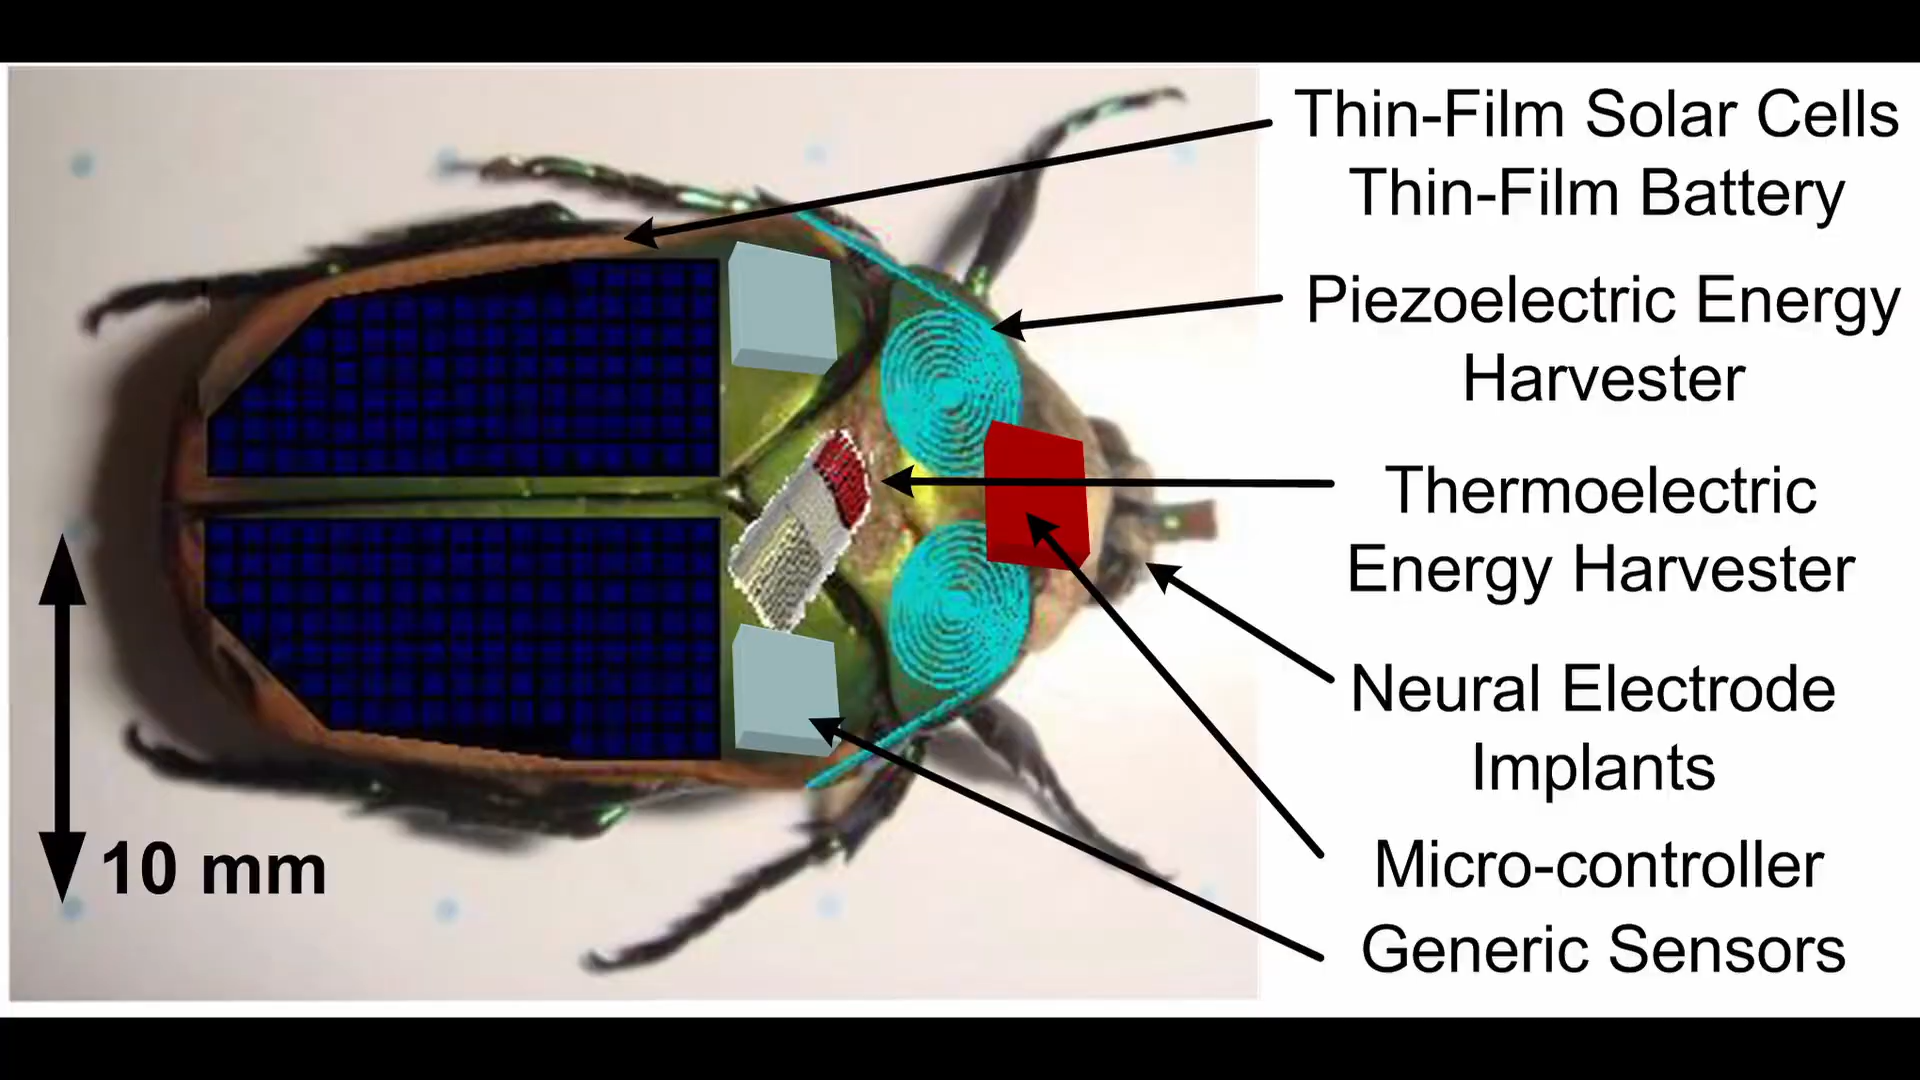 Thin-Film Solar Cells
Thin-Film Battery
Piezoelectric Energy
Harvester
Thermoelectric
Energy Harvester
Neural Electrode
Implants
Micro-controller
Generic Sensors
10 mm